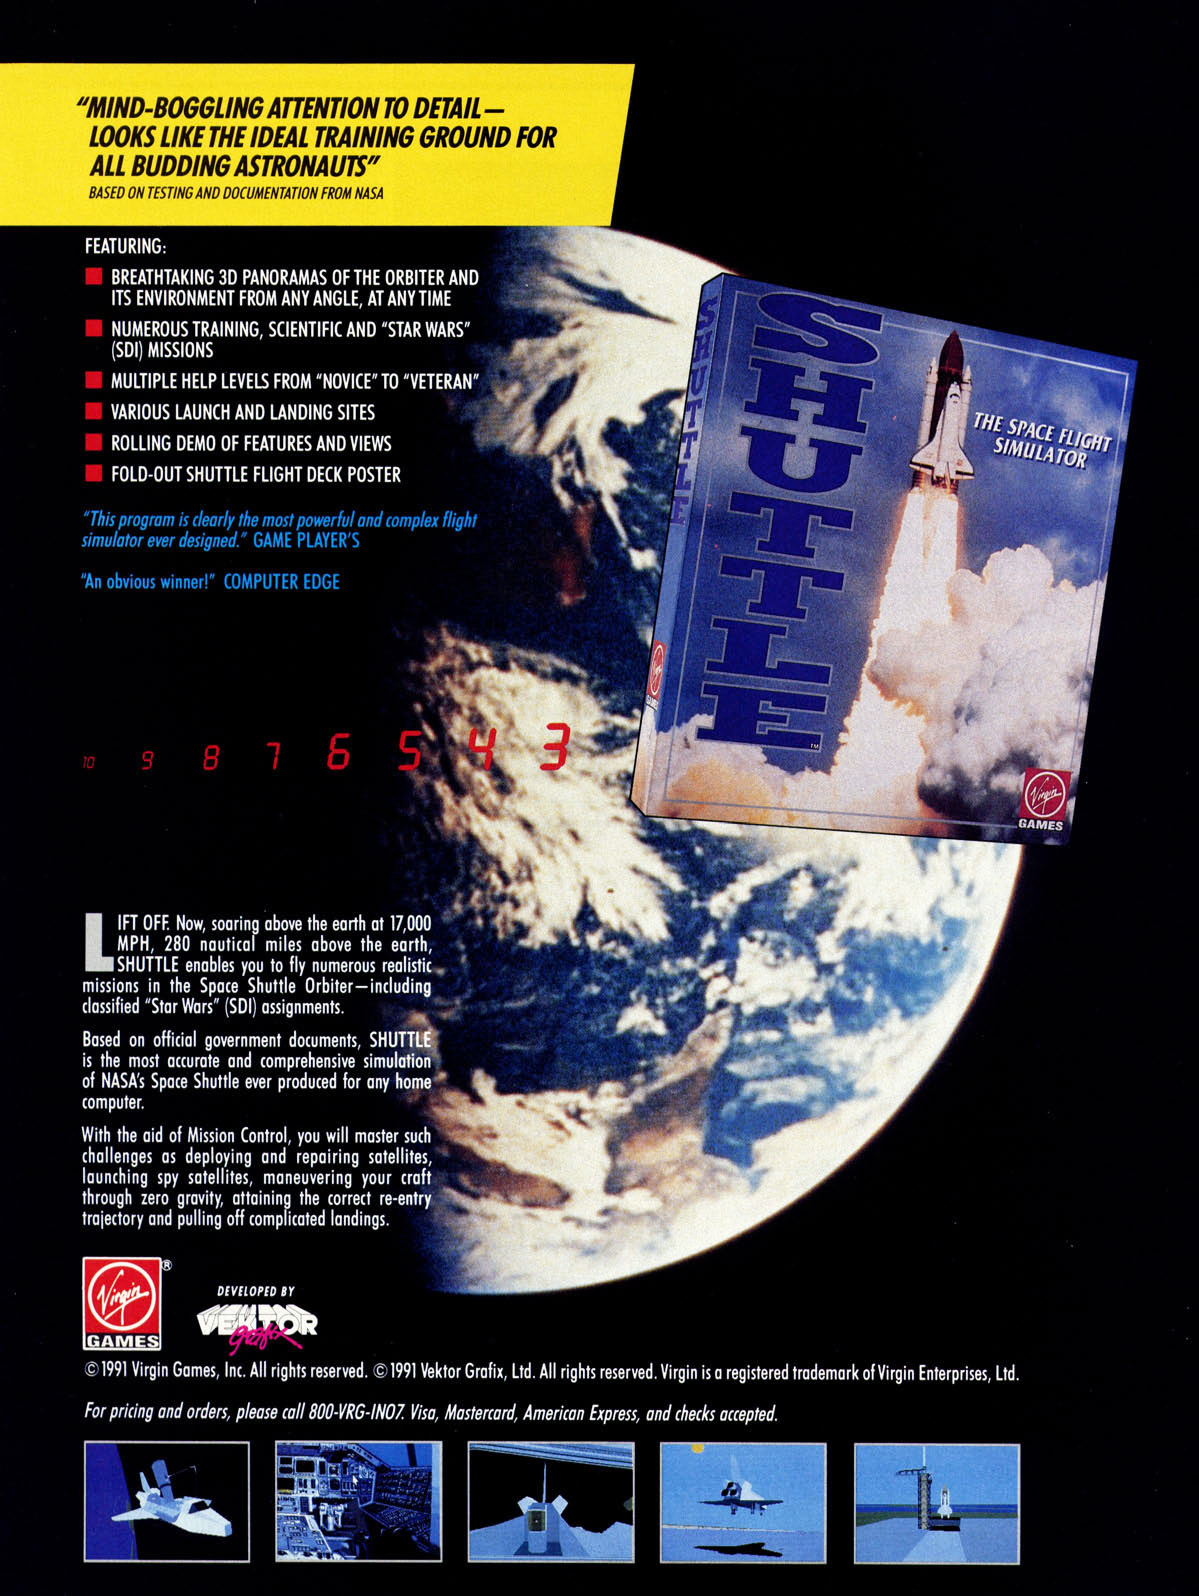 “MIND-BOGGLING ATTENTION TO DETAIL—
LOOKS LIKE THE IDEAL TRAINING GROUND FOR
ALL BUDDING ASTRONAUTS”
BASED ON TESTING AND DOCUMENTATION FROM NASA
FEATURING:
BREATHTAKING 3D PANORAMAS OF THE ORBITER AND
ITS ENVIRONMENT FROM ANY ANGLE, AT ANY TIME
NUMEROUS TRAINING, SCIENTIFIC AND “STAR WARS”
(SDI) MISSIONS
MULTIPLE HELP LEVELS FROM “NOVICE” TO “VETERAN”
VARIOUS LAUNCH AND LANDING SITES
ROLLING DEMO OF FEATURES AND VIEWS
FOLD-OUT SHUTTLE FLIGHT DECK POSTER
“This program is clearly the most powerful and complex flight
simulator ever designed.” GAME PLAYER’S
“An obvious winner!” COMPUTER EDGE
SHUTTLE
SHUTTLE
TM
THE SPACE FLIGHT
SIMULATOR
Virgin
GAMES
Virgin
GAMES
10 9 8 7 6 5 4 3
LIFT OFF. Now, soaring above the earth at 17,000
MPH, 280 nautical miles above the earth,
SHUTTLE enables you to fly numerous realistic
missions in the Space Shuttle Orbiter—including
classified “Star Wars” (SDI) assignments.
Based on official government documents, SHUTTLE
is the most accurate and comprehensive simulation
of NASA’s Space Shuttle ever produced for any home
computer.
With the aid of Mission Control, you will master such
challenges as deploying and repairing satellites,
launching spy satellites, maneuvering your craft
through zero gravity, attaining the correct re-entry
trajectory and pulling off complicated landings.
Virgin ®
GAMES
DEVELOPED BY
VEKTOR
grafix
©1991 Virgin Games, Inc. All rights reserved. ©1991 Vektor Grafix, Ltd. All rights reserved. Virgin is a registered trademark of Virgin Enterprises, Ltd.
For pricing and orders, please call 800-VRG-IN07. Visa, Mastercard, American Express, and checks accepted.